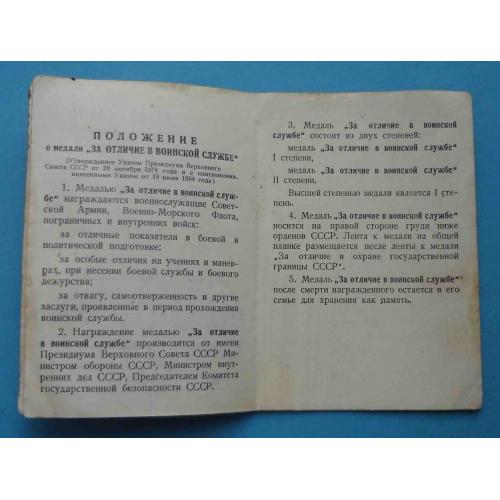 ПОЛОЖЕНИЕ
о медали „ЗА ОТЛИЧИЕ В ВОИНСКОЙ СЛУЖБЕ“
(Утвержденное Указом Президиума Верховного
Совета СССР от 28 октября 1974 года и с изменениями,
внесенными Указом от 18 июля 1984 года)
1. Медалью „За отличие в воинской служ-
бе“ награждаются военнослужащие Совет-
ской Армии, Военно-Морского Флота,
пограничных и внутренних войск:
за отличные показатели в боевой и
политической подготовке;
за особые отличия на учениях и манев-
рах, при несении боевой службы и боевого
дежурства;
за отвагу, самоотверженность и другие
заслуги, проявленные в период прохождения
воинской службы.
2. Награждение медалью „За отличие
в воинской службе“ производится от имени
Президиума Верховного Совета СССР Ми-
нистром обороны СССР, Министром внут-
ренних дел СССР, Председателем Комитета
государственной безопасности СССР.
3. Медаль „За отличие в воинской
службе“ состоит из двух степеней:
медаль „За отличие в воинской службе“
I степени,
медаль „За отличие в воинской службе“
II степени.
Высшей степенью медали является I сте-
пень.
4. Медаль „За отличие в воинской службе“
носится на правой стороне груди ниже
орденов СССР. Лента к медали на общей
планке размещается после ленты к медали
„За отличие в охране государственной
границы СССР“.
5. Медаль „За отличие в воинской службе“
после смерти награжденного остается в его
семье для хранения как память.